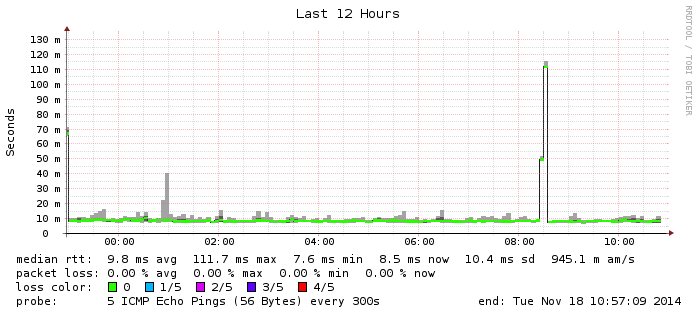 Last 12 Hours
RRDTOOL / TOBI OETIKER
Seconds
130 m
120 m
110 m
100 m
90 m
80 m
70 m
60 m
50 m
40 m
30 m
20 m
10 m
0
00:00 02:00 04:00 06:00 08:00 10:00
median rtt: 9.8 ms avg 111.7 ms max 7.6 ms min 8.5 ms now 10.4 ms sd 945.1 m am/s
packet loss: 0.00 % avg 0.00 % max 0.00 % min 0.00 % now
loss color: 0 1/5 2/5 3/5 4/5
probe: 5 ICMP Echo Pings (56 Bytes) every 300s end: Tue Nov 18 10:57:09 2014